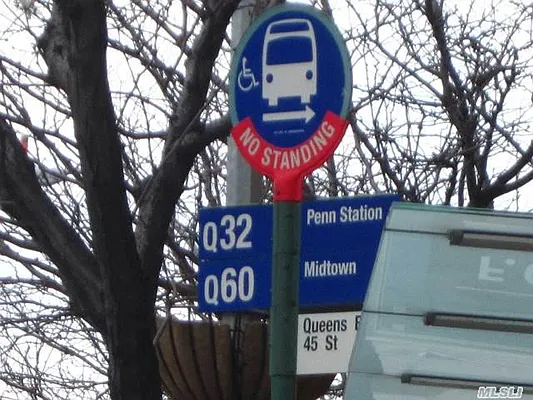 NO STANDING
Q32 Penn Station
Q60 Midtown
Queens
45 St
MLSLI